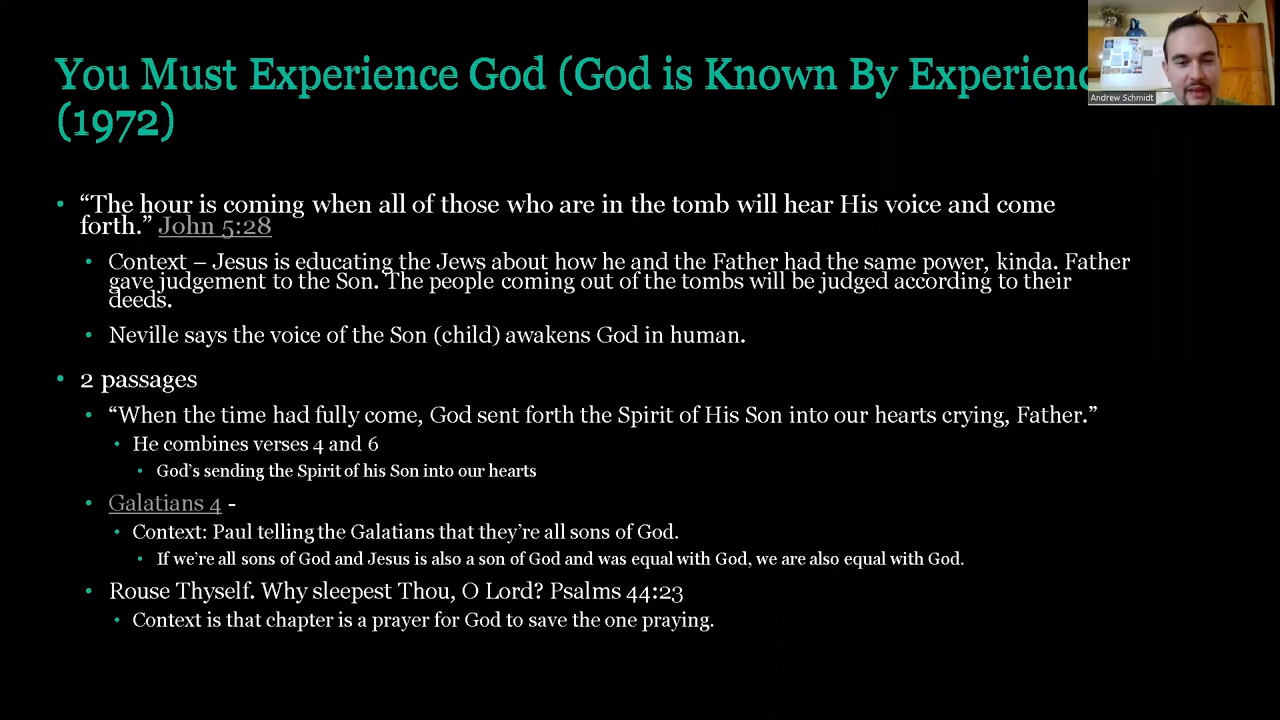 You Must Experience God (God is Known By
(1972)
Andrew Schmidt
• “The hour is coming when all of those who are in the tomb will hear His voice and come
forth.” John 5:28
• Context – Jesus is educating the Jews about how he and the Father had the same power, kinda. Father
gave judgement to the Son. The people coming out of the tombs will be judged according to their
deeds.
• Neville says the voice of the Son (child) awakens God in human.
• 2 passages
• “When the time had fully come, God sent forth the Spirit of His Son into our hearts crying, Father.”
• He combines verses 4 and 6
• God’s sending the Spirit of his Son into our hearts
• Galatians 4 -
• Context: Paul telling the Galatians that they’re all sons of God.
• If we’re all sons of God and Jesus is also a son of God and was equal with God, we are also equal with God.
• Rouse Thyself. Why sleepest Thou, O Lord? Psalms 44:23
• Context is that chapter is a prayer for God to save the one praying.